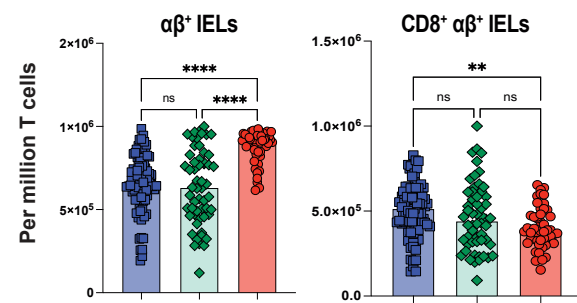 αβ⁺ IELs
Per million T cells
2×10⁶
1×10⁶
5×10⁵
0
****
ns
****
CD8⁺ αβ⁺ IELs
1.5×10⁶
1.0×10⁶
5.0×10⁵
0.0
**
ns
ns